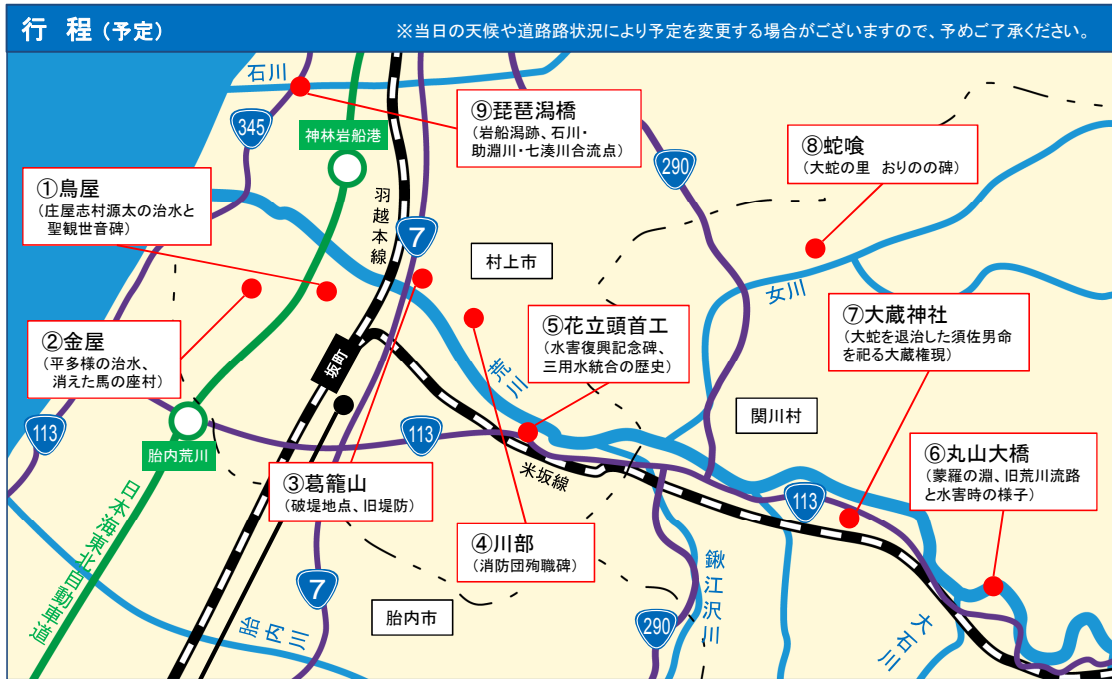 行 程 (予定)
※当日の天候や道路路状況により予定を変更する場合がございますので、予めご了承ください。
石川
345
神林岩船港
⑨琵琶潟橋
(岩船潟跡、石川・
助淵川・七湊川合流点)
290
⑧蛇喰
(大蛇の里 おりのの碑)
①鳥屋
(庄屋志村源太の治水と
聖観世音碑)
羽越本線
7
村上市
女川
②金屋
(平多様の治水、
消えた馬の座村)
坂町
荒川
⑤花立頭首工
(水害復興記念碑、
三用水統合の歴史)
⑦大蔵神社
(大蛇を退治した須佐男命
を祀る大蔵権現)
関川村
113
胎内荒川
113
米坂線
③葛籠山
(破堤地点、旧堤防)
⑥丸山大橋
(蒙羅の淵、旧荒川流路
と水害時の様子)
113
日本海東北自動車道
④川部
(消防団殉職碑)
鍬江沢川
7
胎内市
290
胎内川
大石川